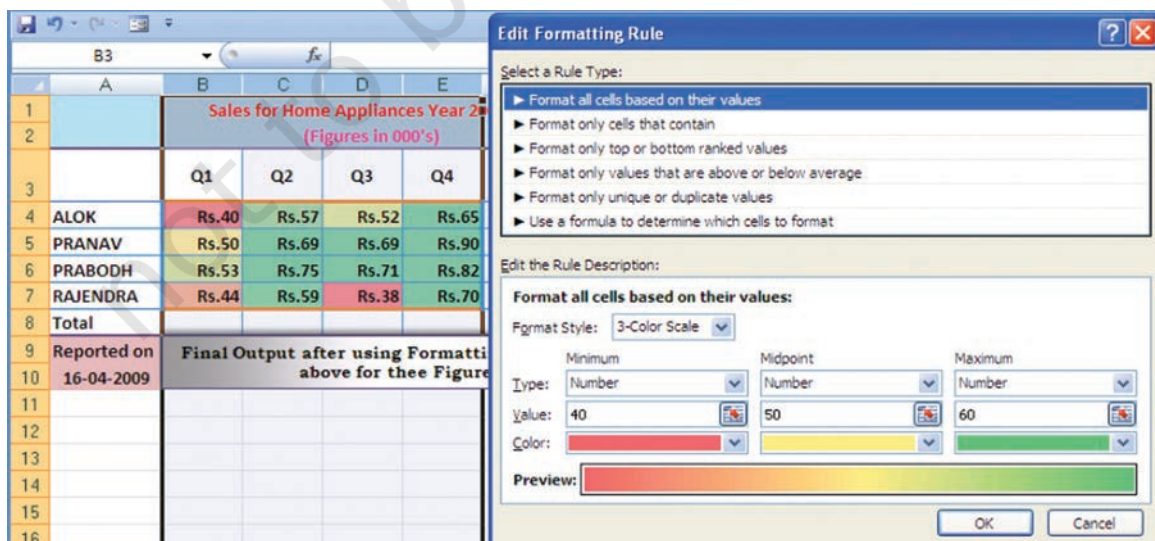 B3
fx
A B C D E
1 Sales for Home Appliances Year 2
2 (Figures in 000's)
3 Q1 Q2 Q3 Q4
4 ALOK Rs.40 Rs.57 Rs.52 Rs.65
5 PRANAV Rs.50 Rs.69 Rs.69 Rs.90
6 PRABODH Rs.53 Rs.75 Rs.71 Rs.82
7 RAJENDRA Rs.44 Rs.59 Rs.38 Rs.70
8 Total
9 Reported on Final Output after using Formatti
10 16-04-2009 above for thee Figure
11
12
13
14
15
16
Edit Formatting Rule
Select a Rule Type:
► Format all cells based on their values
► Format only cells that contain
► Format only top or bottom ranked values
► Format only values that are above or below average
► Format only unique or duplicate values
► Use a formula to determine which cells to format
Edit the Rule Description:
Format all cells based on their values:
Format Style: 3-Color Scale
Minimum Midpoint Maximum
Type: Number Number Number
Value: 40 50 60
Color:
Preview:
OK Cancel
not to b